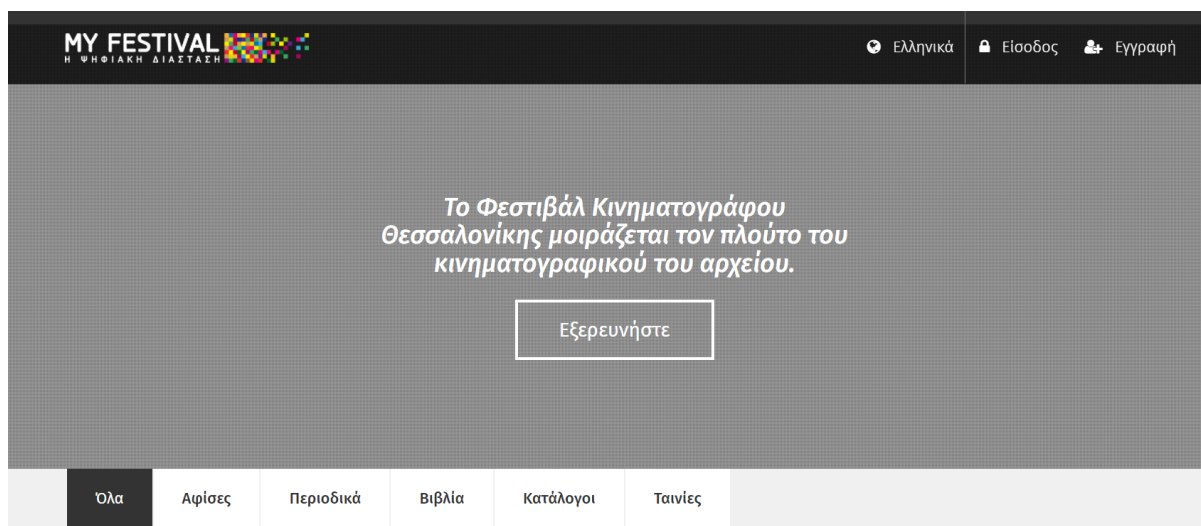 MY FESTIVAL
Η ΨΗΦΙΑΚΗ ΔΙΑΣΤΑΣΗ
Ελληνικά Είσοδος Εγγραφή
Το Φεστιβάλ Κινηματογράφου
Θεσσαλονίκης μοιράζεται τον πλούτο του
κινηματογραφικού του αρχείου.
Εξερευνήστε
Όλα Αφίσες Περιοδικά Βιβλία Κατάλογοι Ταινίες